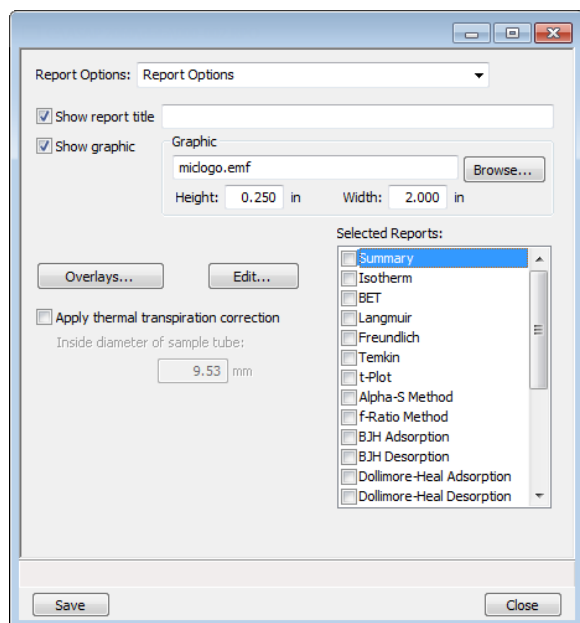 Report Options: Report Options
Show report title
Show graphic
Graphic
miclogo.emf Browse...
Height: 0.250 in Width: 2.000 in
Selected Reports:
Summary
Isotherm
BET
Langmuir
Freundlich
Temkin
t-Plot
Alpha-S Method
f-Ratio Method
BJH Adsorption
BJH Desorption
Dollimore-Heal Adsorption
Dollimore-Heal Desorption
Overlays... Edit...
Apply thermal transpiration correction
Inside diameter of sample tube:
9.53 mm
Save Close